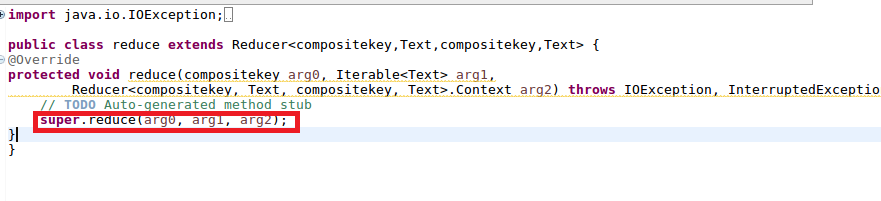 import java.io.IOException;
public class reduce extends Reducer<compositekey,Text,compositekey,Text> {
@Override
protected void reduce(compositekey arg0, Iterable<Text> arg1,
Reducer<compositekey, Text, compositekey, Text>.Context arg2) throws IOException, InterruptedExceptio
// TODO Auto-generated method stub
super.reduce(arg0, arg1, arg2);
}
}